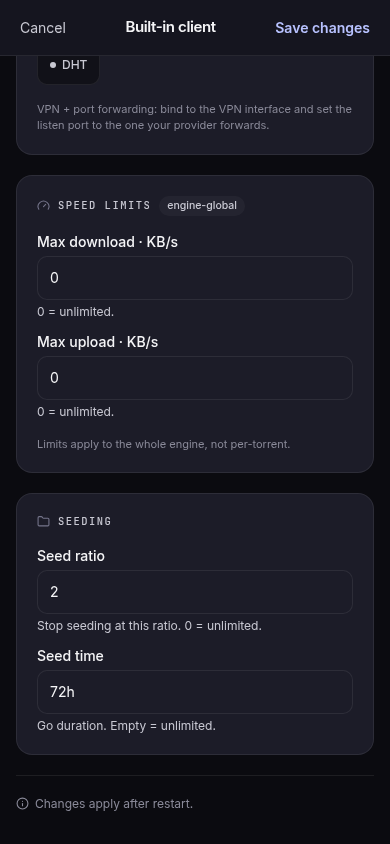 Cancel
Built-in client
Save changes
DHT
VPN + port forwarding: bind to the VPN interface and set the
listen port to the one your provider forwards.
SPEED LIMITS
engine-global
Max download · KB/s
0
0 = unlimited.
Max upload · KB/s
0
0 = unlimited.
Limits apply to the whole engine, not per-torrent.
SEEDING
Seed ratio
2
Stop seeding at this ratio. 0 = unlimited.
Seed time
72h
Go duration. Empty = unlimited.
Changes apply after restart.